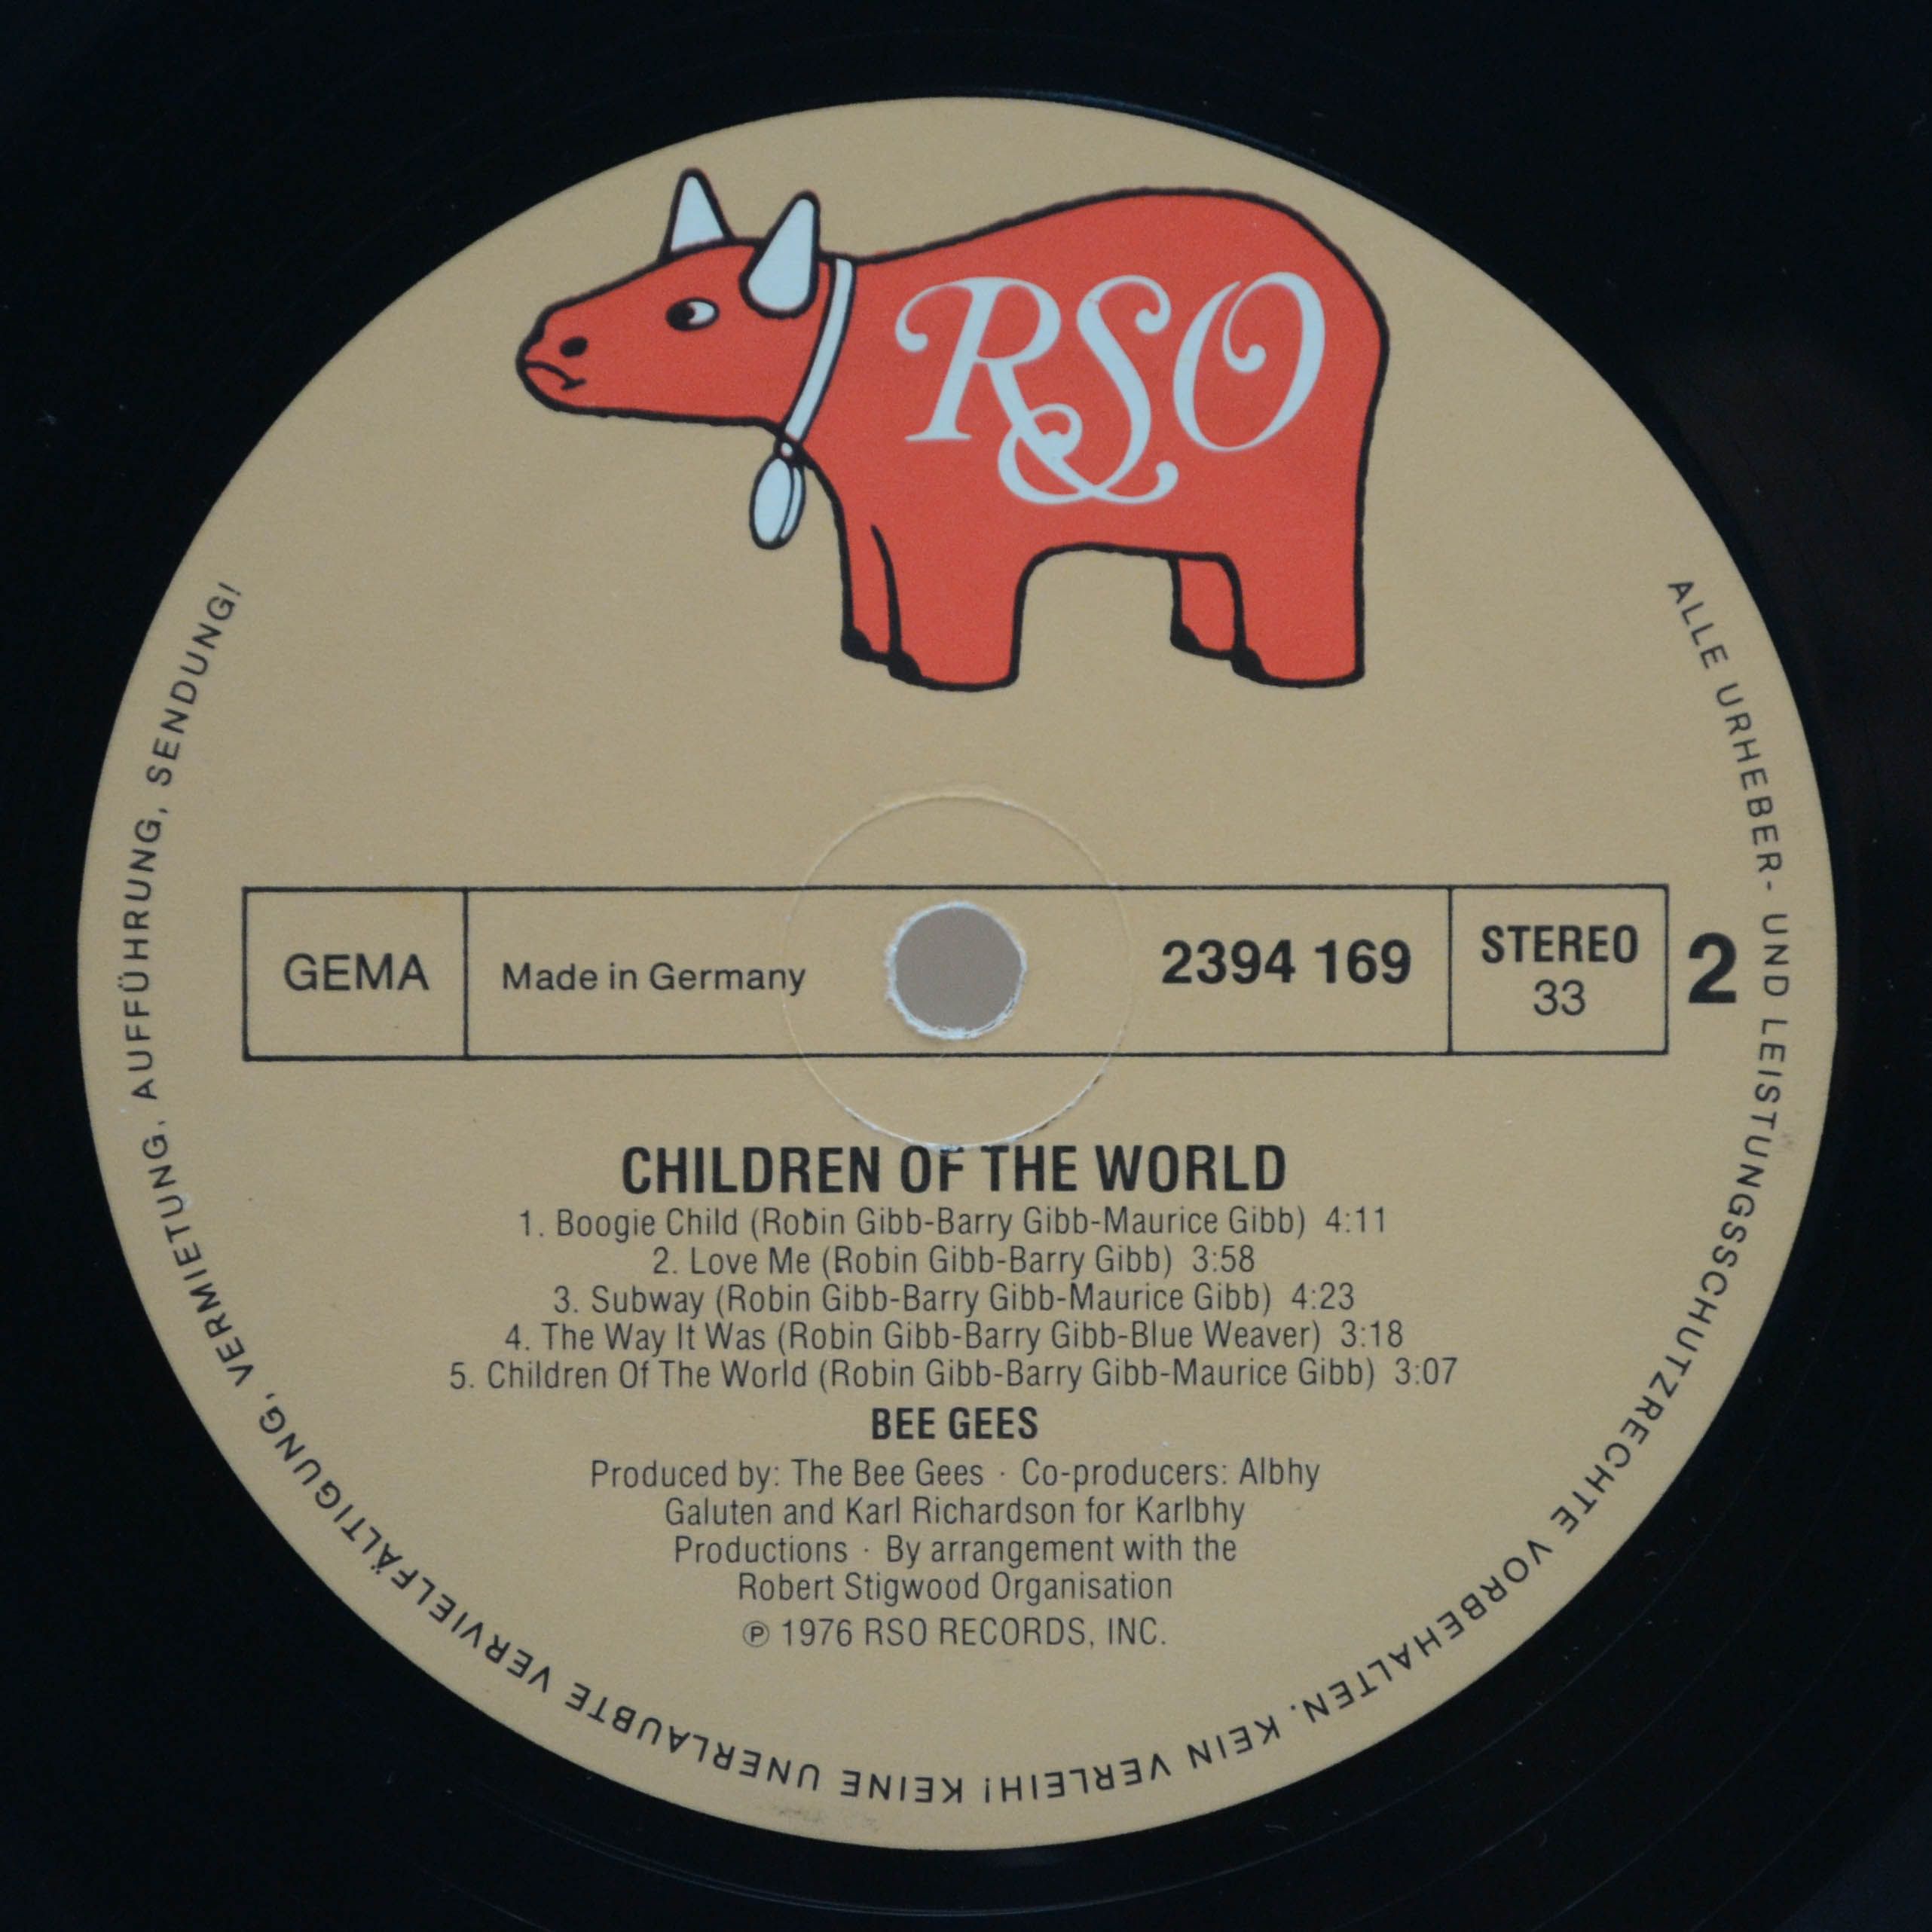 RSO
ALLE URHEBER- UND LEISTUNGSSCHUTZRECHTE VORBEHALTEN. KEIN VERLEIH! KEINE UNERLAUBTE VERVIELFÄLTIGUNG, VERMIETUNG, AUFFÜHRUNG, SENDUNG!
GEMA
Made in Germany
2394 169
STEREO
33
2
CHILDREN OF THE WORLD
1. Boogie Child (Robin Gibb-Barry Gibb-Maurice Gibb) 4:11
2. Love Me (Robin Gibb-Barry Gibb) 3:58
3. Subway (Robin Gibb-Barry Gibb-Maurice Gibb) 4:23
4. The Way It Was (Robin Gibb-Barry Gibb-Blue Weaver) 3:18
5. Children Of The World (Robin Gibb-Barry Gibb-Maurice Gibb) 3:07
BEE GEES
Produced by: The Bee Gees · Co-producers: Albhy
Galuten and Karl Richardson for Karlbhy
Productions · By arrangement with the
Robert Stigwood Organisation
℗ 1976 RSO RECORDS, INC.